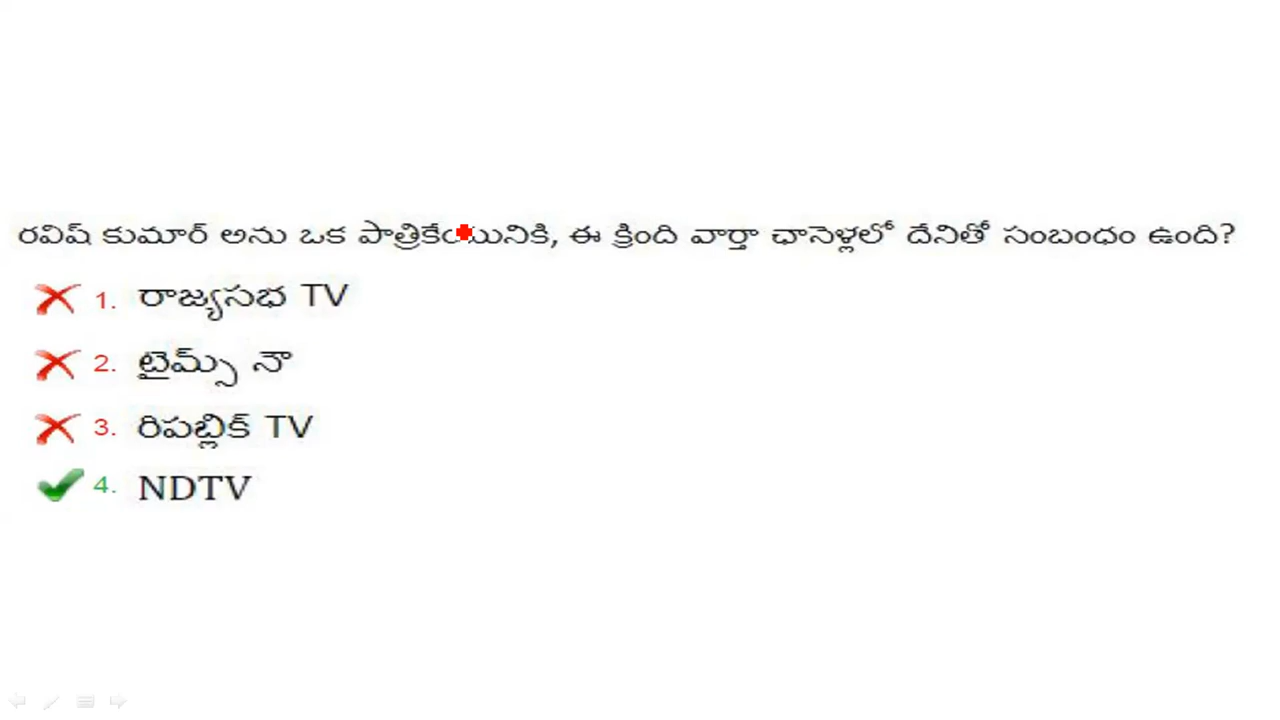 రవిష్ కుమార్ అను ఒక పాత్రికేయునికి, ఈ క్రింది వార్తా ఛానెళ్లలో దేనితో సంబంధం ఉంది?
1. రాజ్యసభ TV
2. టైమ్స్ నౌ
3. రిపబ్లిక్ TV
4. NDTV